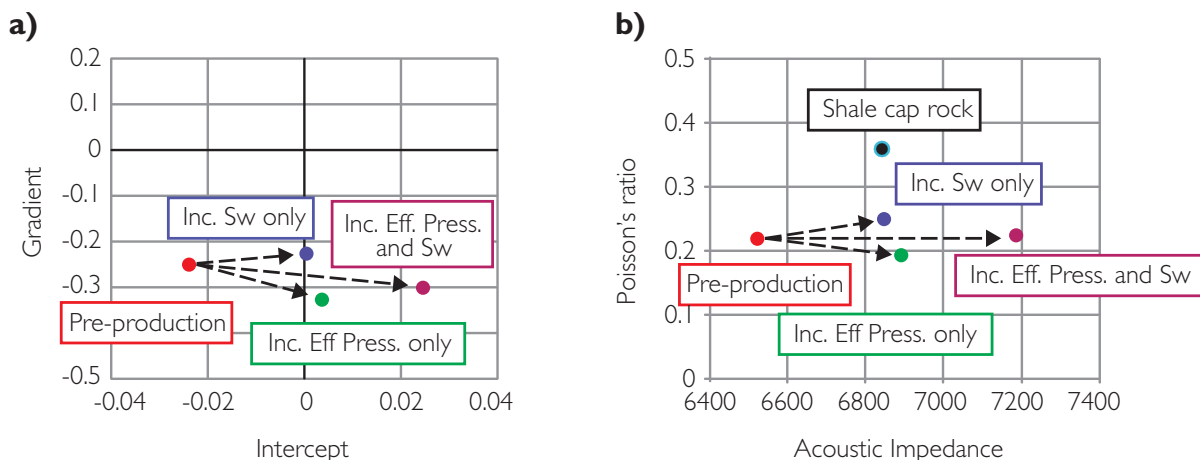 a)
0.2
0.1
0
-0.1
-0.2
-0.3
-0.5
Gradient
Inc. Sw only
Inc. Eff. Press.
and Sw
Pre-production
Inc. Eff Press. only
-0.04
-0.02
0
0.02
0.04
Intercept
b)
0.5
0.4
0.3
0.2
0.1
0
Poisson's ratio
Shale cap rock
Inc. Sw only
Pre-production
Inc. Eff. Press. and Sw
Inc. Eff Press. only
6400
6600
6800
7000
7200
7400
Acoustic Impedance